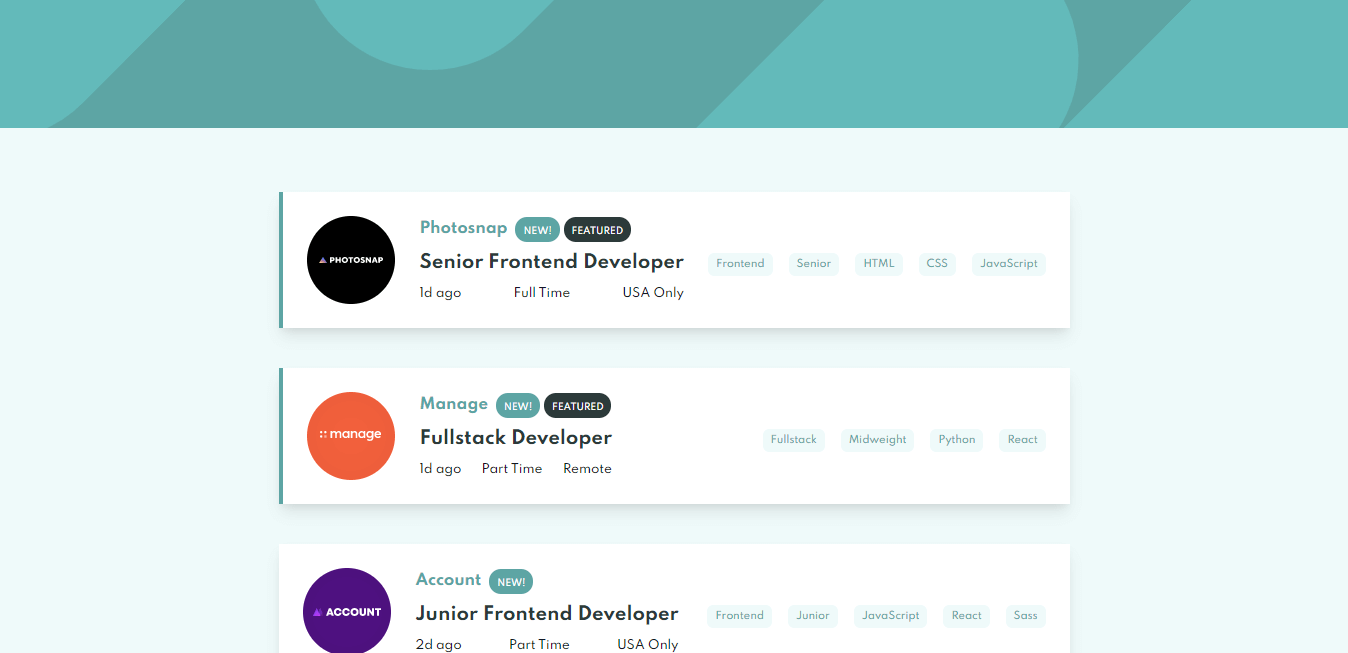 PHOTOSNAP
Photosnap NEW! FEATURED
Senior Frontend Developer
1d ago Full Time USA Only
Frontend Senior HTML CSS JavaScript
manage
Manage NEW! FEATURED
Fullstack Developer
1d ago Part Time Remote
Fullstack Midweight Python React
ACCOUNT
Account NEW!
Junior Frontend Developer
2d ago Part Time USA Only
Frontend Junior JavaScript React Sass